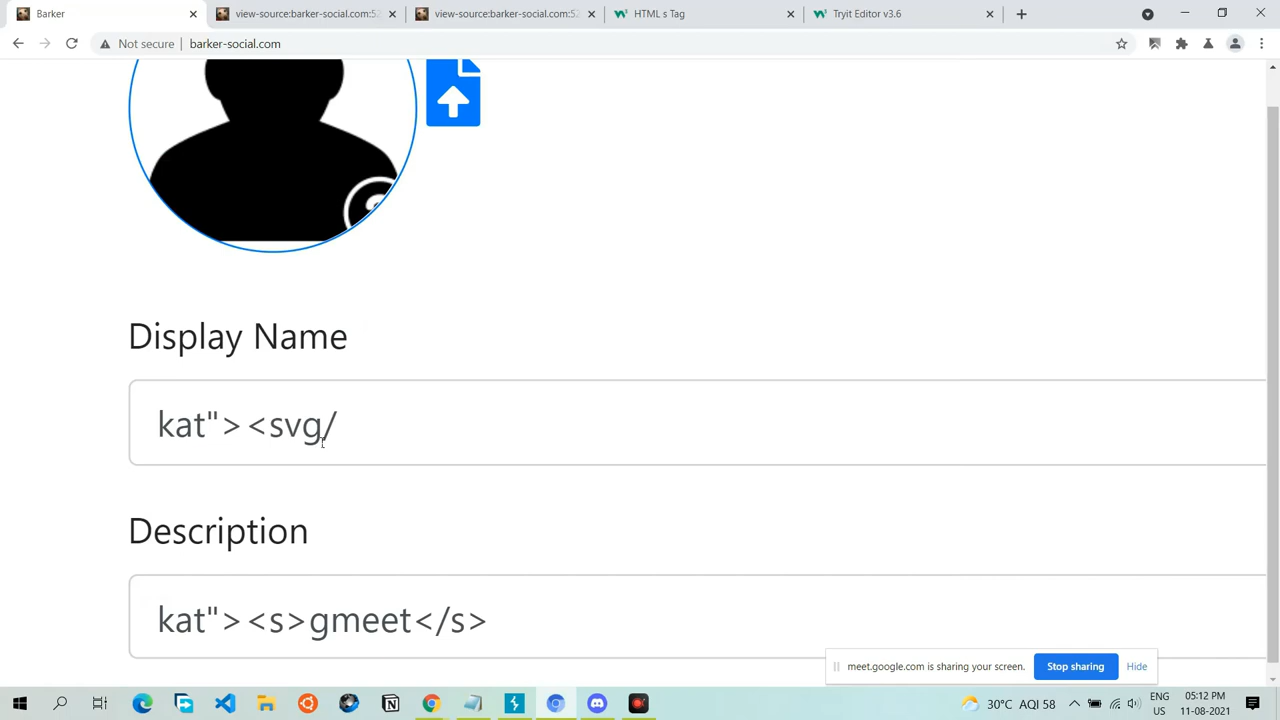 Barker
view-source:barker-social.com:52
view-source:barker-social.com:52
HTML s Tag
Tryit Editor v3.6
Not secure
barker-social.com
Display Name
kat"><svg/
Description
kat"><s>gmeet</s>
meet.google.com is sharing your screen.
Stop sharing
Hide
30°C AQI 58
ENG
US
05:12 PM
11-08-2021